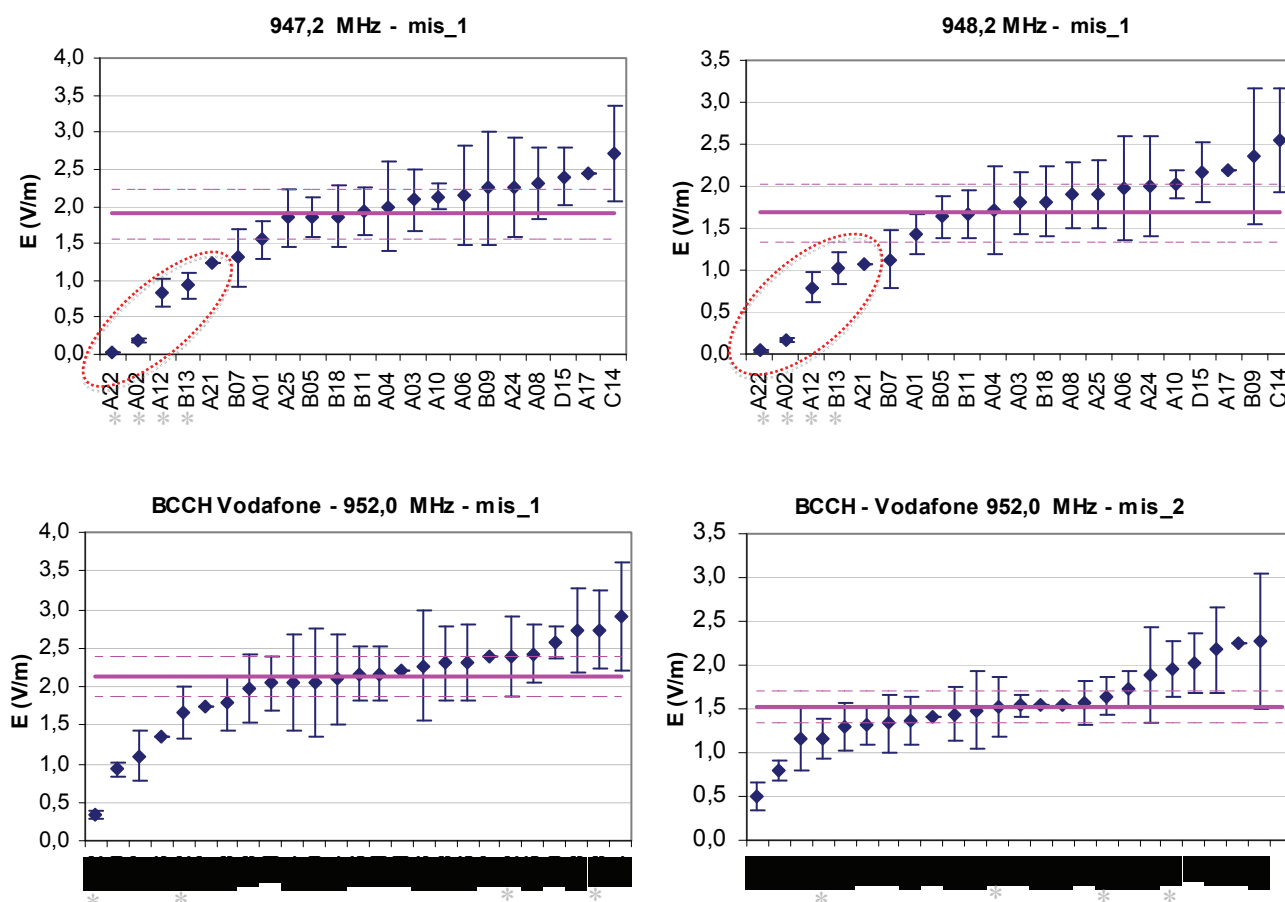 947,2 MHz - mis_1
4,0
3,5
3,0
2,5
2,0
1,5
1,0
0,5
0,0
E (V/m)
A22 A02 A12 B13 A21 B07 A01 A25 B05 B18 B11 A04 A03 A10 A06 B09 A24 A08 D15 A17 C14
* * * *
948,2 MHz - mis_1
3,5
3,0
2,5
2,0
1,5
1,0
0,5
0,0
E (V/m)
A22 A02 A12 B13 A21 B07 A01 B05 B11 A04 A03 B18 A08 A25 A06 A24 A10 D15 A17 B09 C14
* * * *
BCCH Vodafone - 952,0 MHz - mis_1
4,0
3,5
3,0
2,5
2,0
1,5
1,0
0,5
0,0
E (V/m)
* * * *
BCCH - Vodafone 952,0 MHz - mis_2
3,5
3,0
2,5
2,0
1,5
1,0
0,5
0,0
E (V/m)
* * * *